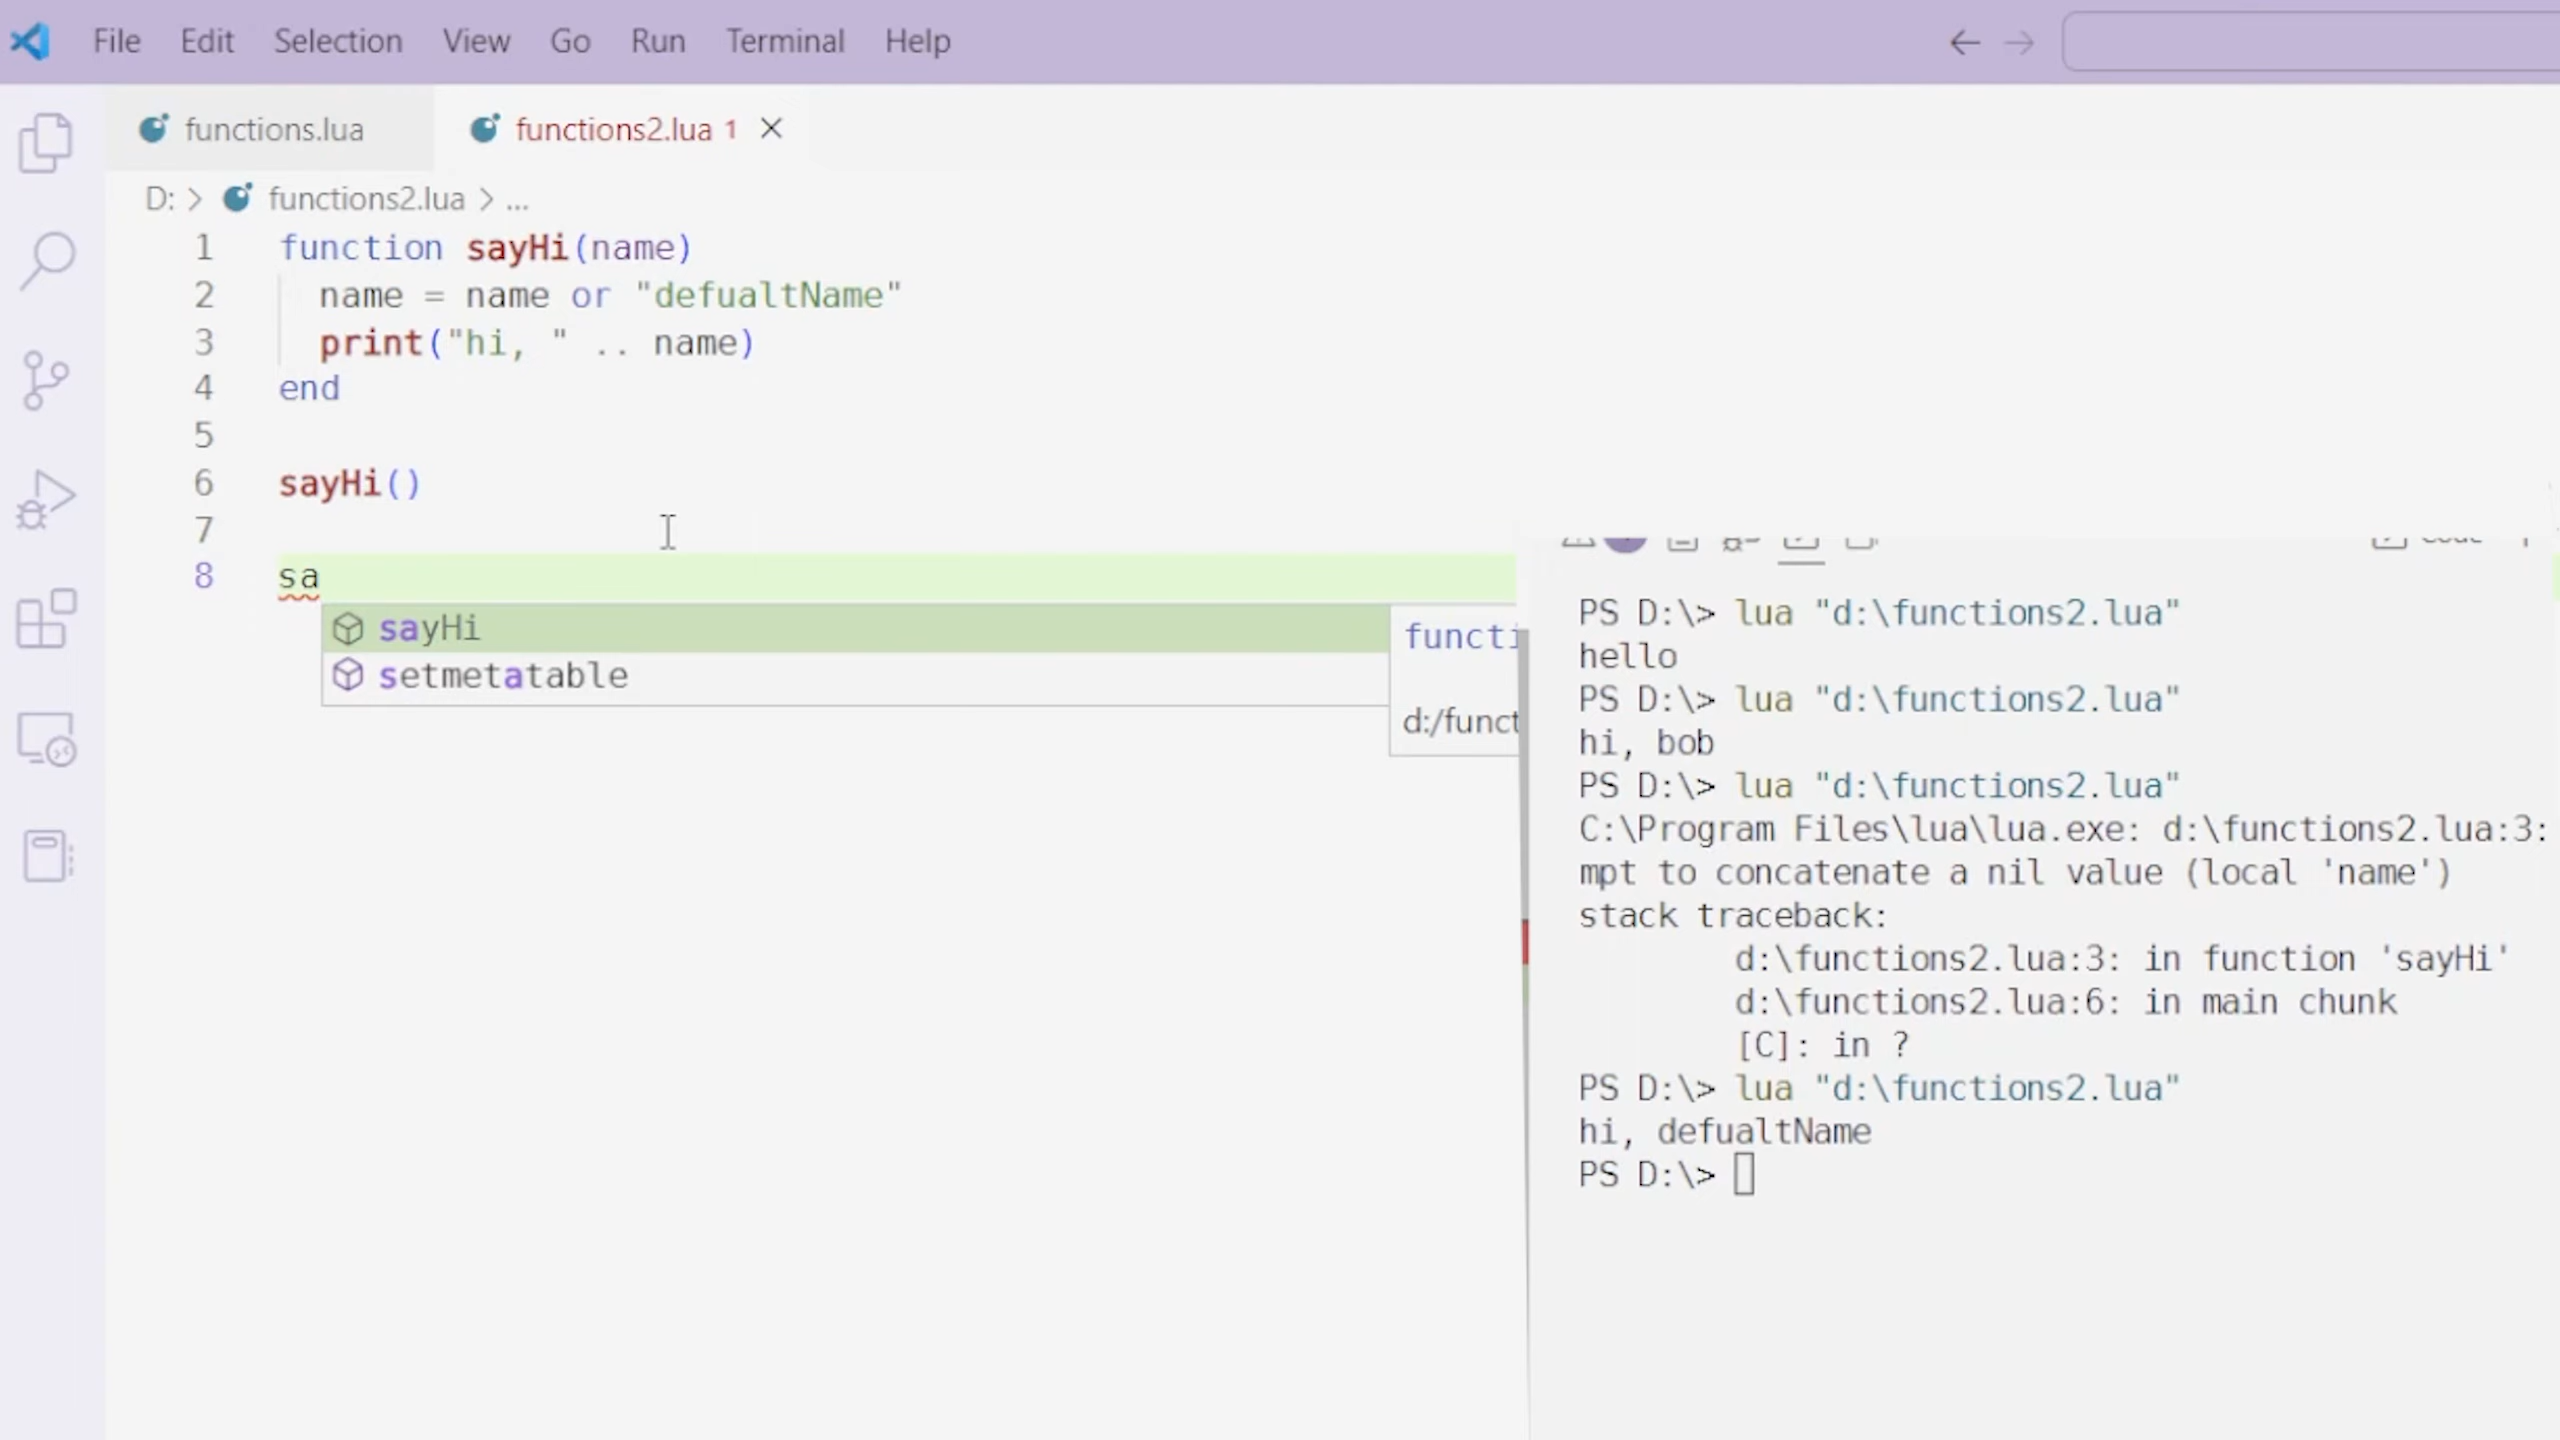 File Edit Selection View Go Run Terminal Help
functions.lua functions2.lua 1
D: > functions2.lua > ...
1 function sayHi(name)
2 name = name or "defualtName"
3 print("hi, " .. name)
4 end
5
6 sayHi()
7
8 sa
sayHi
setmetatable
functi
d:/funct
PS D:\> lua "d:\functions2.lua"
hello
PS D:\> lua "d:\functions2.lua"
hi, bob
PS D:\> lua "d:\functions2.lua"
C:\Program Files\lua\lua.exe: d:\functions2.lua:3:
mpt to concatenate a nil value (local 'name')
stack traceback:
d:\functions2.lua:3: in function 'sayHi'
d:\functions2.lua:6: in main chunk
[C]: in ?
PS D:\> lua "d:\functions2.lua"
hi, defualtName
PS D:\>